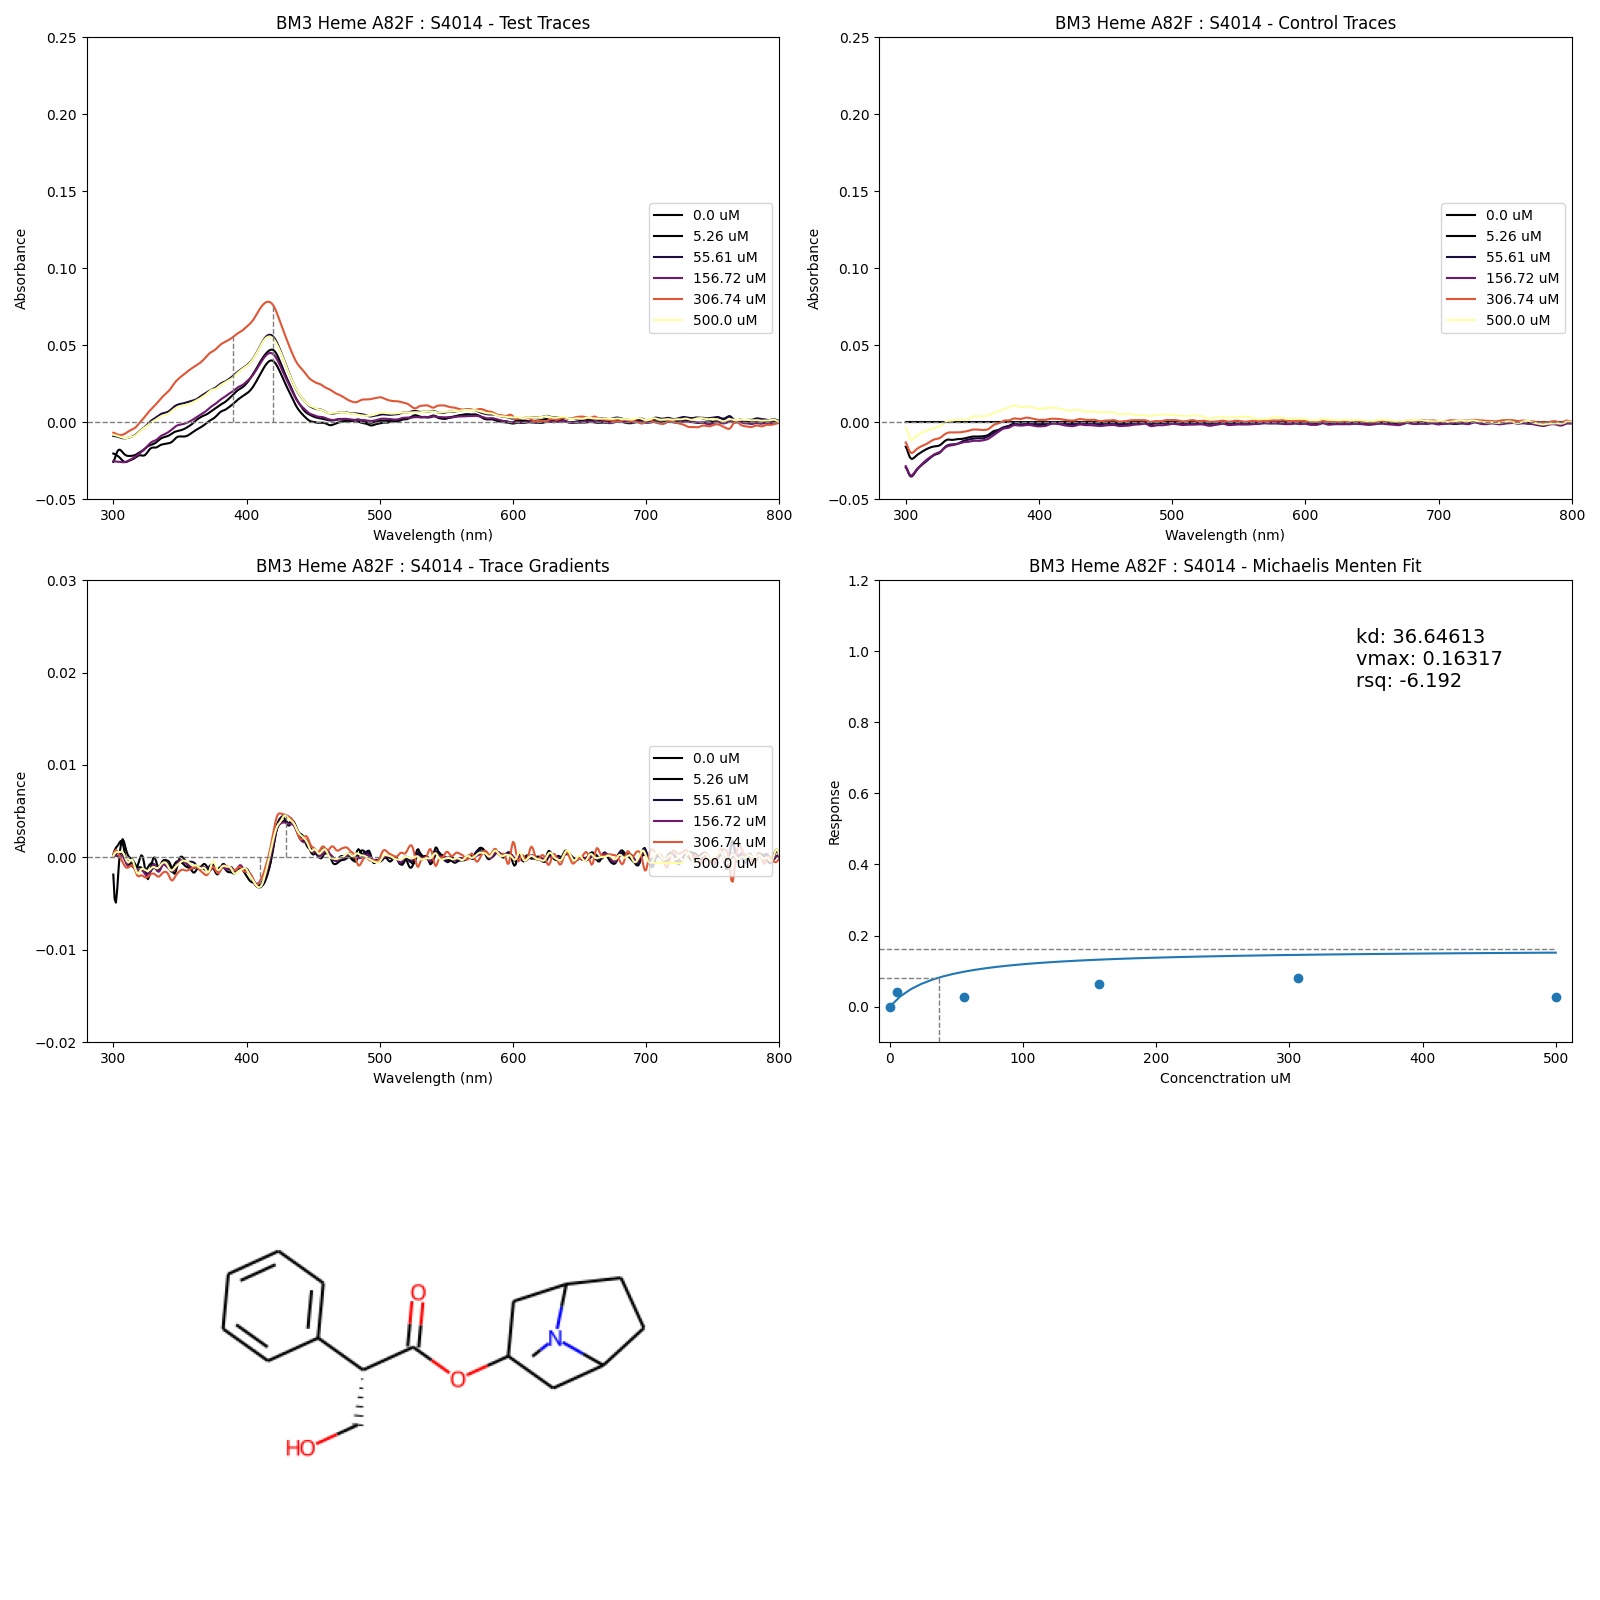 BM3 Heme A82F : S4014 - Test Traces
0.25
0.20
0.15
0.10
0.05
0.00
−0.05
Absorbance
300
400
500
600
700
800
Wavelength (nm)
0.0 uM
5.26 uM
55.61 uM
156.72 uM
306.74 uM
500.0 uM
BM3 Heme A82F : S4014 - Control Traces
0.25
0.20
0.15
0.10
0.05
0.00
−0.05
Absorbance
300
400
500
600
700
800
Wavelength (nm)
0.0 uM
5.26 uM
55.61 uM
156.72 uM
306.74 uM
500.0 uM
BM3 Heme A82F : S4014 - Trace Gradients
0.03
0.02
0.01
0.00
−0.01
−0.02
Absorbance
300
400
500
600
700
800
Wavelength (nm)
0.0 uM
5.26 uM
55.61 uM
156.72 uM
306.74 uM
500.0 uM
BM3 Heme A82F : S4014 - Michaelis Menten Fit
1.2
1.0
0.8
0.6
0.4
0.2
0.0
Response
0
100
200
300
400
500
Concenctration uM
kd: 36.64613
vmax: 0.16317
rsq: -6.192
O
N
O
HO